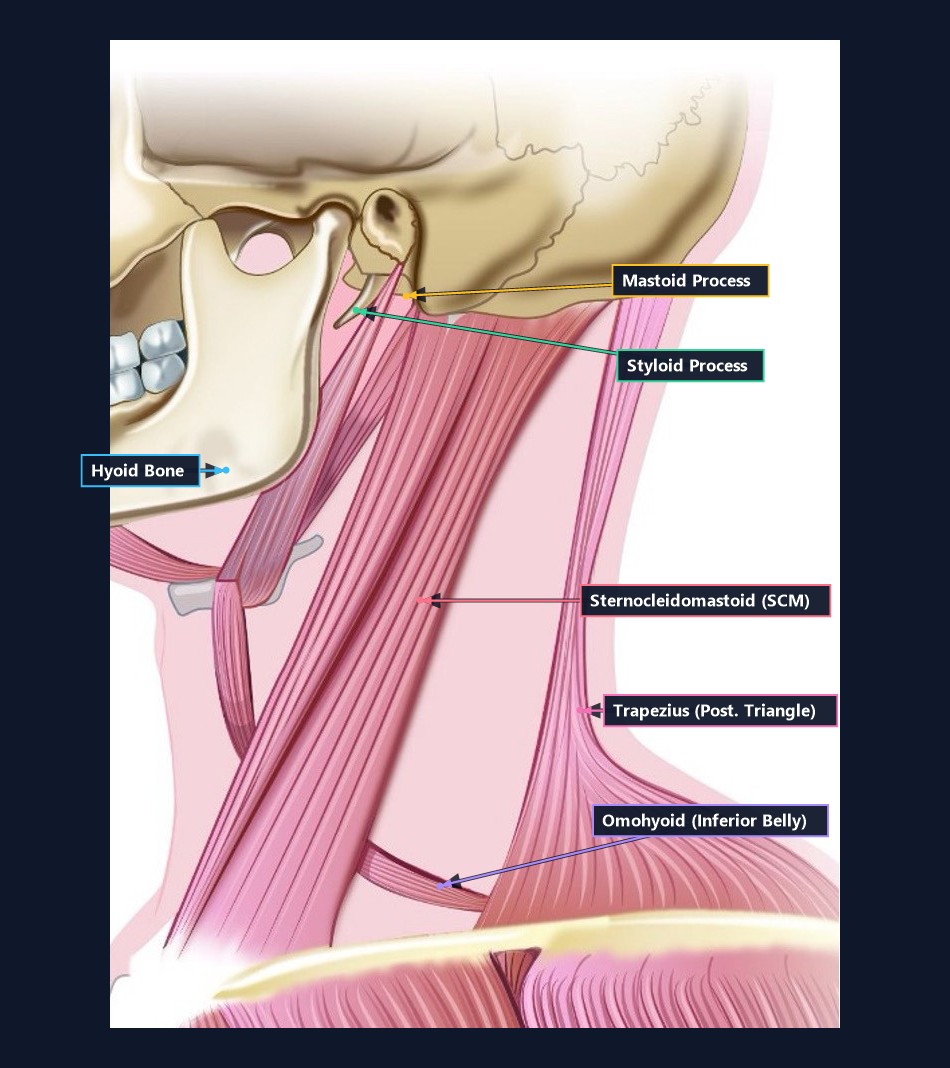 Mastoid Process
Styloid Process
Hyoid Bone
Sternocleidomastoid (SCM)
Trapezius (Post. Triangle)
Omohyoid (Inferior Belly)